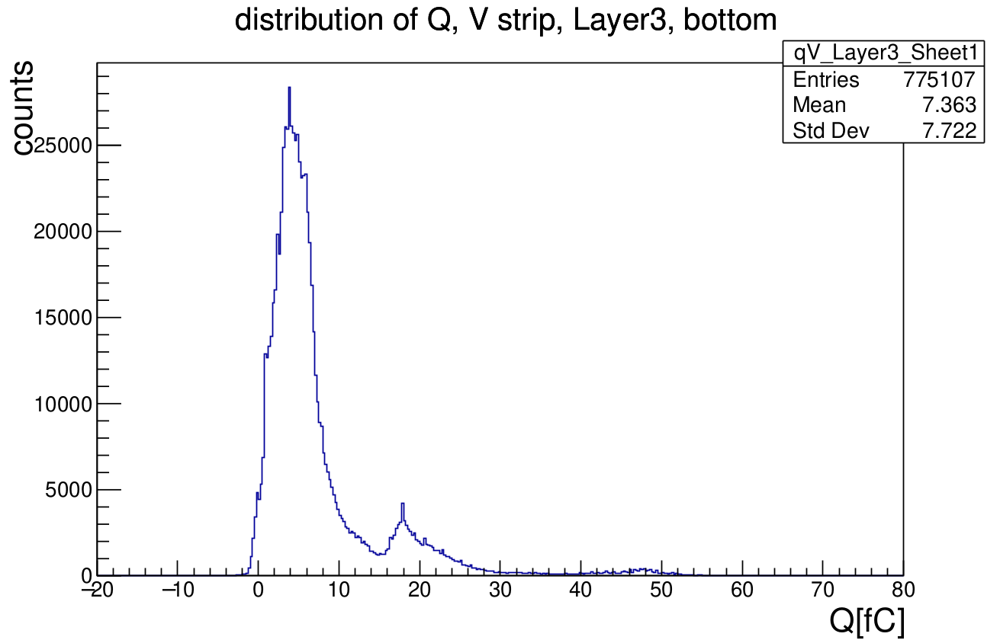 distribution of Q, V strip, Layer3, bottom
qV_Layer3_Sheet1
Entries 775107
Mean 7.363
Std Dev 7.722
counts
25000
20000
15000
10000
5000
0
−20 −10 0 10 20 30 40 50 60 70 80
Q[fC]